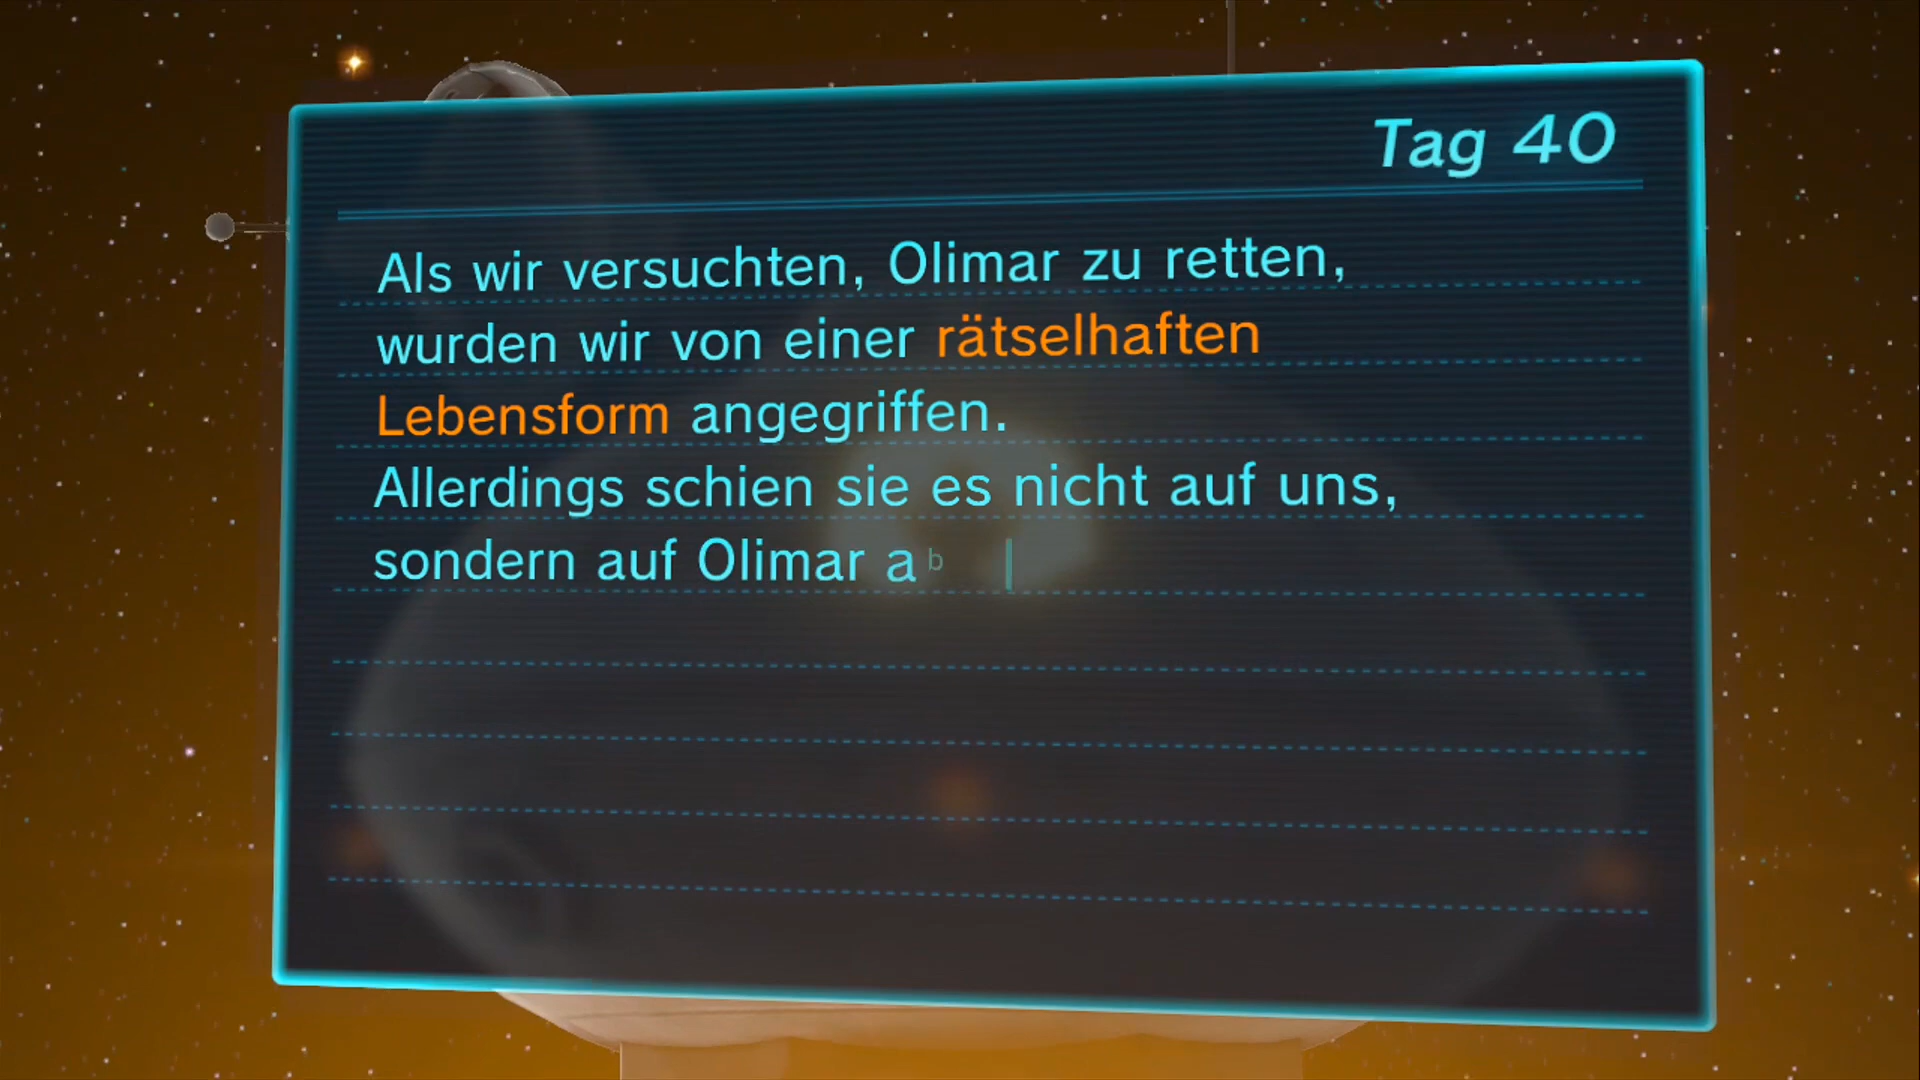 Tag 40
Als wir versuchten, Olimar zu retten,
wurden wir von einer rätselhaften
Lebensform angegriffen.
Allerdings schien sie es nicht auf uns,
sondern auf Olimar ab